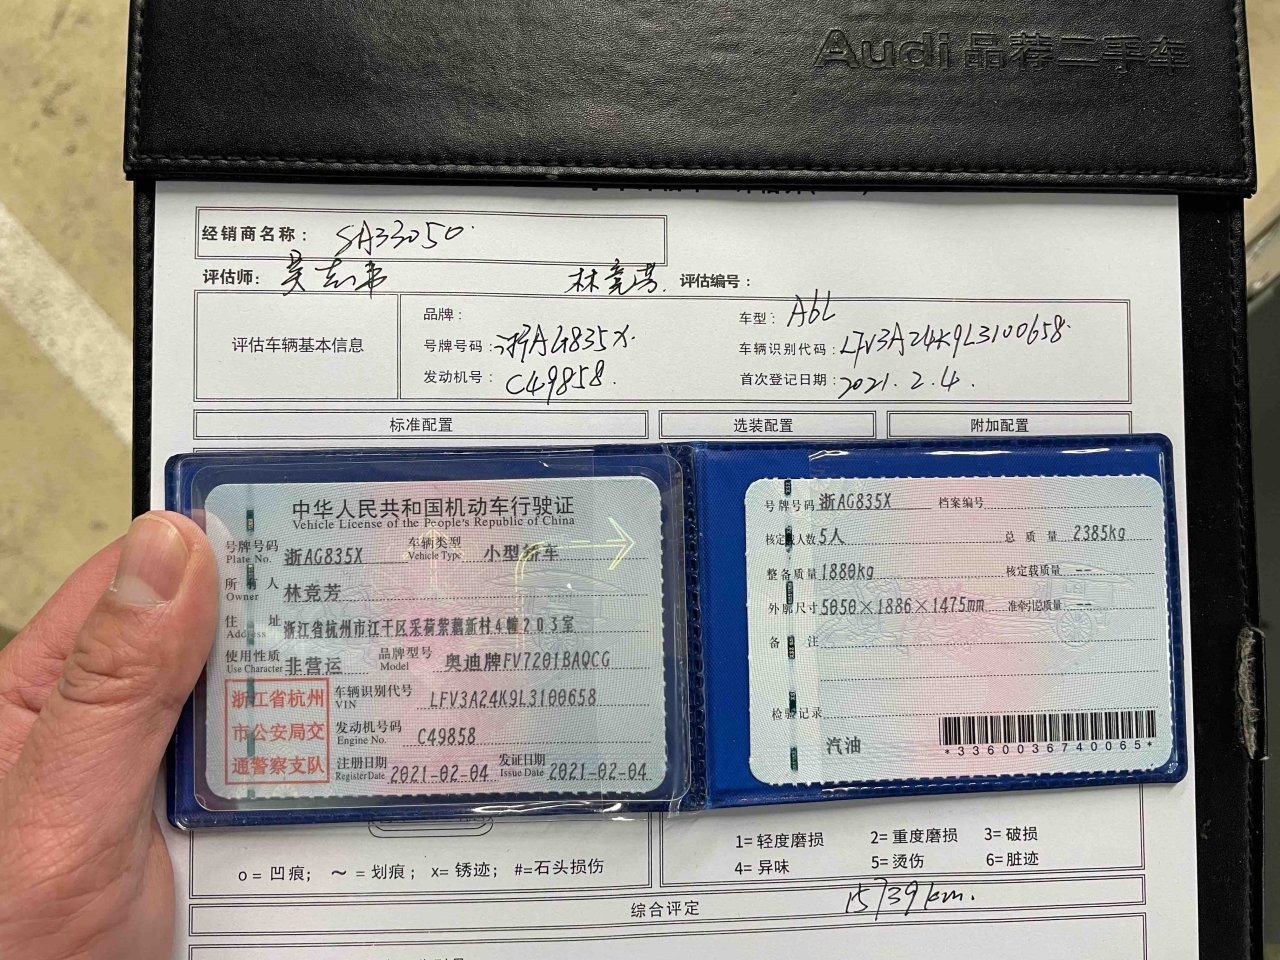 Audi 品荐二手车
经销商名称： SA33050
评估师： 林竞芳 评估编号：
评估车辆基本信息
品牌： 车型： A6L
号牌号码： 浙AG835X 车辆识别代码： LFV3A24K9L3100658
发动机号： C49858 首次登记日期： 2021.2.4.
标准配置 选装配置 附加配置
中华人民共和国机动车行驶证
Vehicle License of the People's Republic of China
号牌号码 浙AG835X 车辆类型 小型轿车
Plate No. Vehicle Type
所有人 林竞芳
Owner
住址 浙江省杭州市江干区采荷紫藕新村4幢203室
Address
使用性质 非营运 品牌型号 奥迪牌FV7201BAQCG
Use Character Model
浙江省杭州
市公安局交
通警察支队
车辆识别代号 LFV3A24K9L3100658
VIN
发动机号码 C49858
Engine No.
注册日期 2021-02-04 发证日期 2021-02-04
Register Date Issue Date
号牌号码 浙AG835X 档案编号
核定载人数 5人 总质量 2385kg
整备质量 1880kg 核定载质量 --
外廓尺寸 5050×1886×1475mm 准牵引总质量 --
备注
检验记录
汽油
*3360036740065*
o= 凹痕； ～= 划痕； x= 锈迹； #=石头损伤
1= 轻度磨损 2= 重度磨损 3= 破损
4= 异味 5= 烫伤 6= 脏迹
综合评定 15739km.